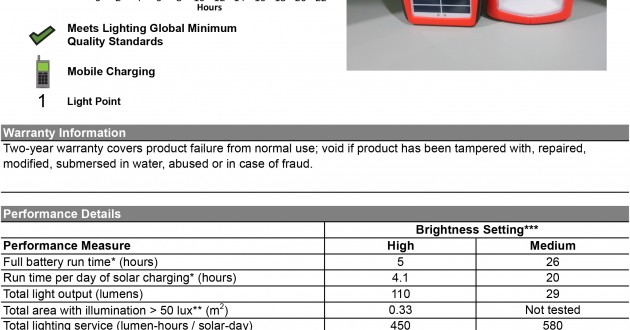 Hours
Meets Lighting Global Minimum
Quality Standards
Mobile Charging
1 Light Point
Warranty Information
Two-year warranty covers product failure from normal use; void if product has been tampered with, repaired,
modified, submersed in water, abused or in case of fraud.
Performance Details
Brightness Setting***
Performance Measure High Medium
Full battery run time* (hours) 5 26
Run time per day of solar charging* (hours) 4.1 20
Total light output (lumens) 110 29
Total area with illumination > 50 lux** (m²) 0.33 Not tested
Total lighting service (lumen-hours / solar-day) 450 580